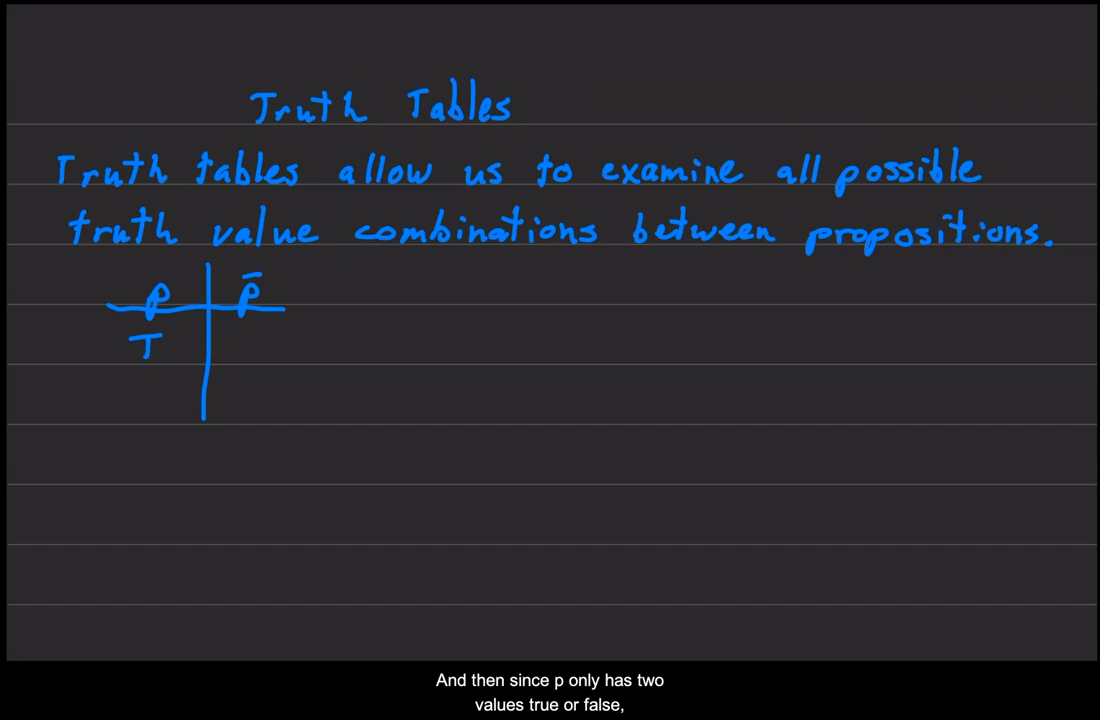 Truth Tables
Truth tables allow us to examine all possible
truth value combinations between propositions.
p p̅
T
And then since p only has two
values true or false,